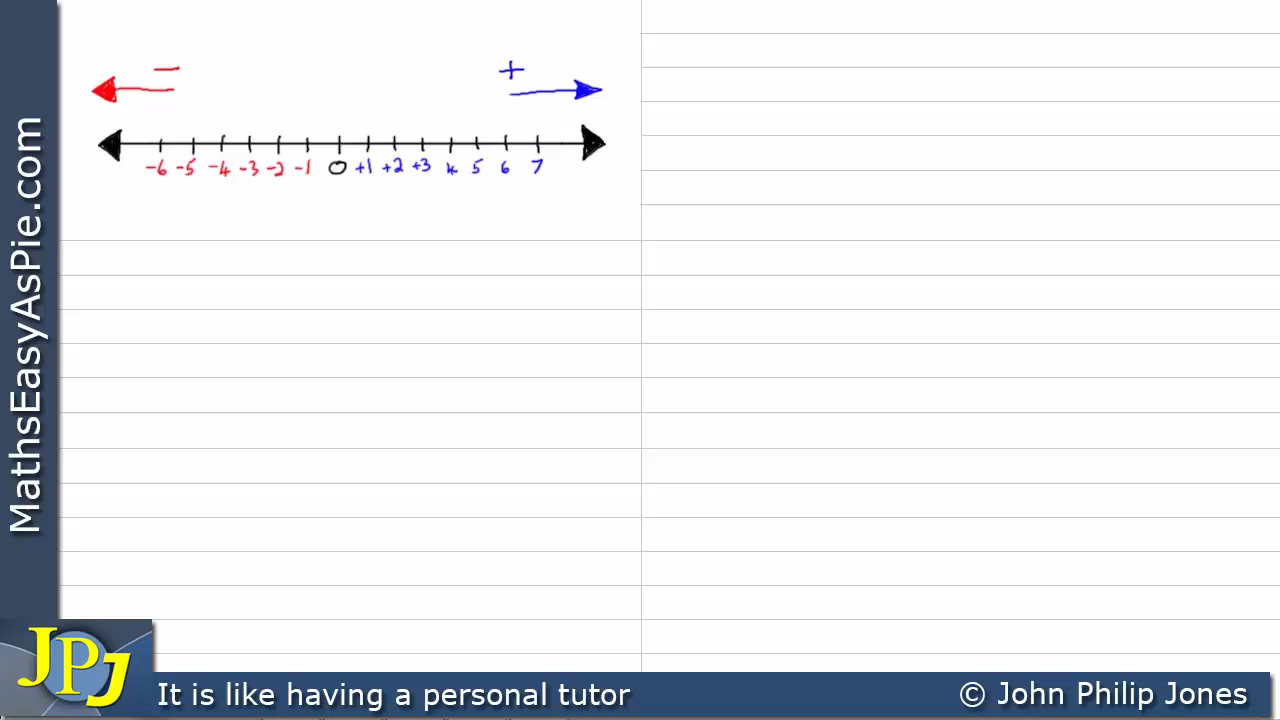 − +
-6 -5 -4 -3 -2 -1 0 +1 +2 +3 4 5 6 7
MathsEasyAsPie.com
JPJ
It is like having a personal tutor
© John Philip Jones